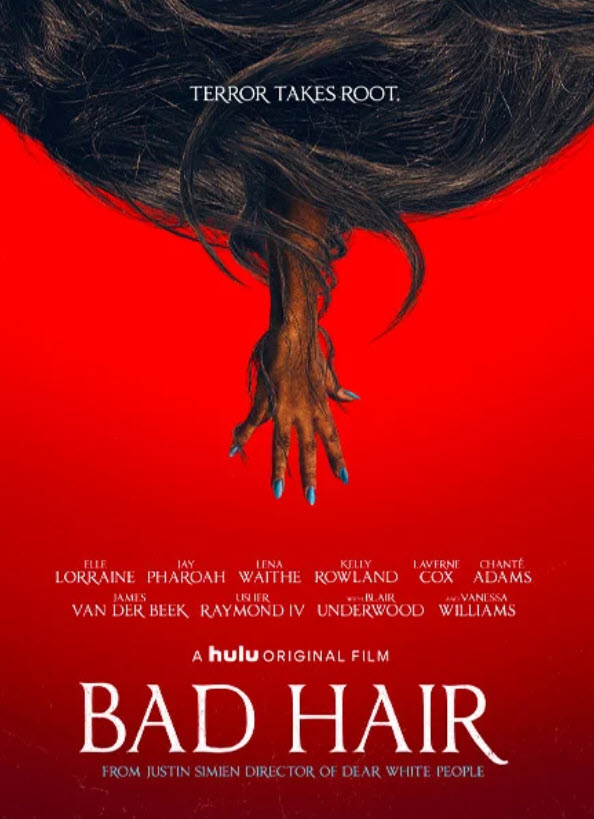 TERROR TAKES ROOT.
ELLE LORRAINE JAY PHAROAH LENA WAITHE KELLY ROWLAND LAVERNE COX CHANTÉ ADAMS
JAMES VAN DER BEEK USHER RAYMOND IV WITH BLAIR UNDERWOOD AND VANESSA WILLIAMS
A hulu ORIGINAL FILM
BAD HAIR
FROM JUSTIN SIMIEN DIRECTOR OF DEAR WHITE PEOPLE